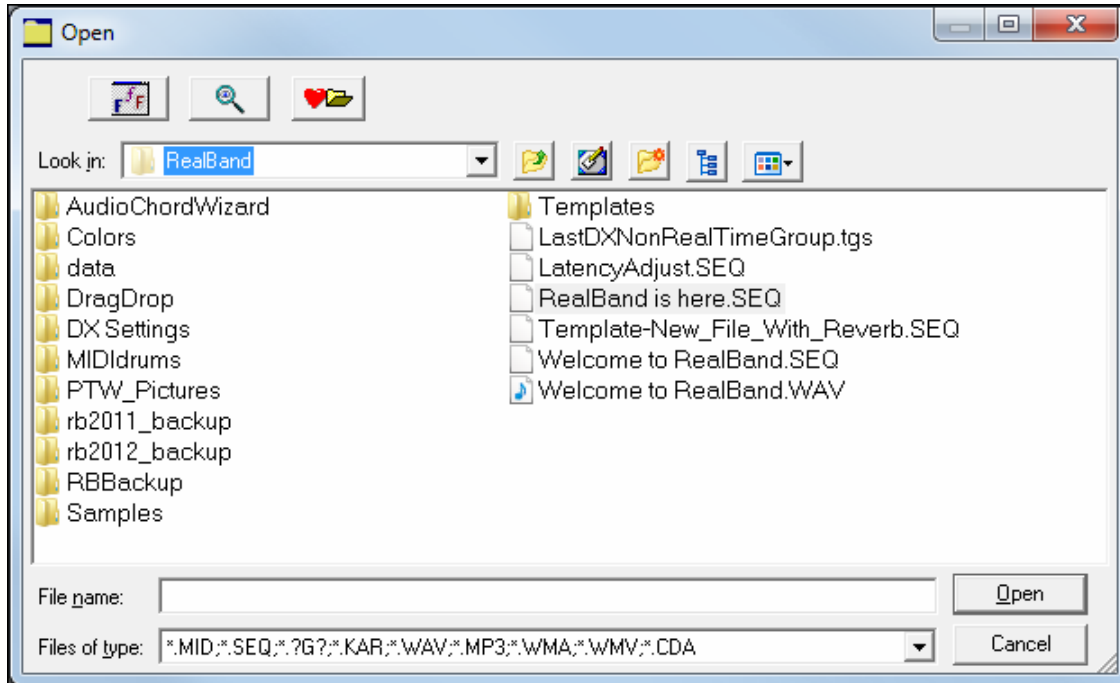 Open
FfF
Look in: RealBand
AudioChordWizard
Colors
data
DragDrop
DX Settings
MIDIdrums
PTW_Pictures
rb2011_backup
rb2012_backup
RBBackup
Samples
Templates
LastDXNonRealTimeGroup.tgs
LatencyAdjust.SEQ
RealBand is here.SEQ
Template-New_File_With_Reverb.SEQ
Welcome to RealBand.SEQ
Welcome to RealBand.WAV
File name:
Open
Files of type: *.MID;*.SEQ;*.?G?;*.KAR;*.WAV;*.MP3;*.WMA;*.WMV;*.CDA
Cancel